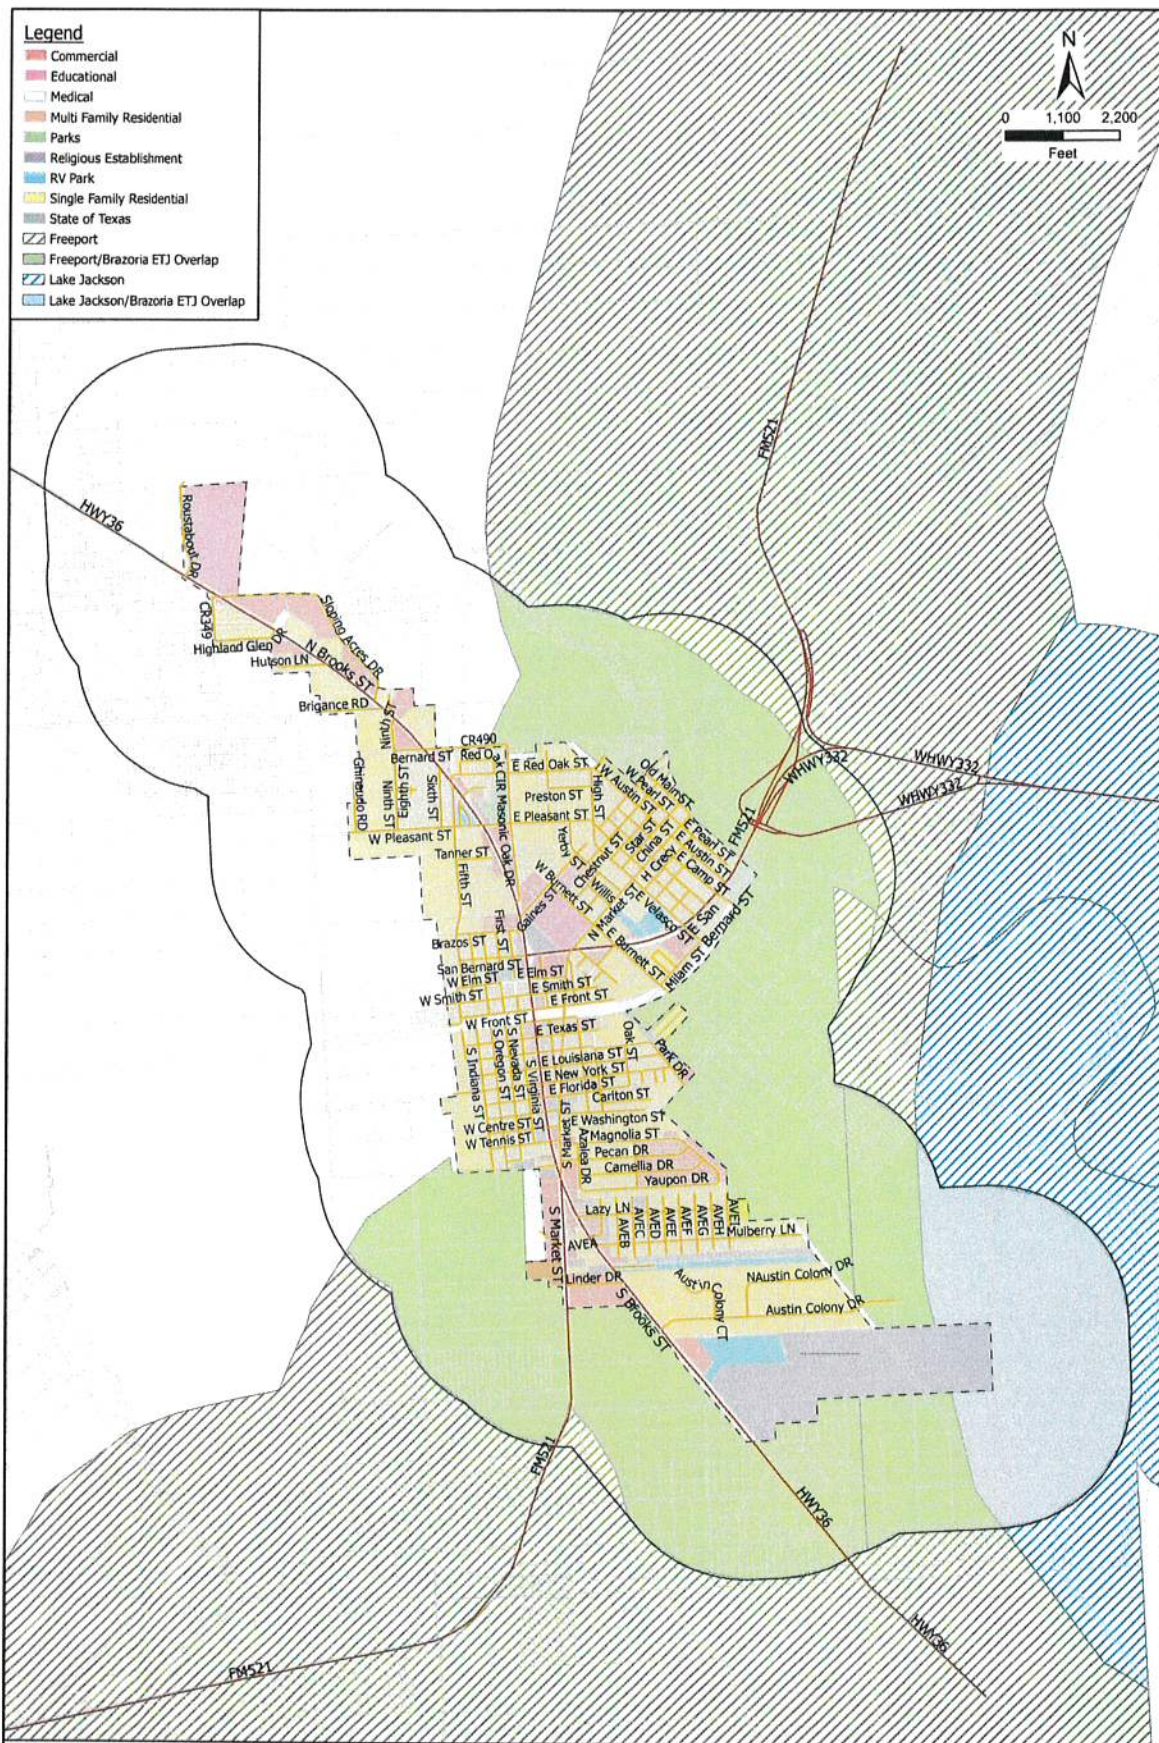 Legend
Commercial
Educational
Medical
Multi Family Residential
Parks
Religious Establishment
RV Park
Single Family Residential
State of Texas
Freeport
Freeport/Brazoria ETJ Overlap
Lake Jackson
Lake Jackson/Brazoria ETJ Overlap
N
0 1,100 2,200
Feet
FM521
HWY36
Roustabout DR
CR349
Sloping Acres DR
Highland Glen DR
Hutson LN
N Brooks ST
Brigance RD
Ninth ST
CR490
Bernard ST
Red Oak CIR
E Red Oak ST
Old Main ST
W Pearl ST
W Austin ST
WHWY332
WHWY332
WHWY332
Ghineudo RD
Ninth ST
Eighth ST
Sixth ST
Masonic Oak DR
Preston ST
High ST
E Pleasant ST
W Pleasant ST
FM521
E Pearl ST
E Austin ST
E Camp ST
Star ST
China ST
H Crecy
Chestnut ST
Yerby ST
Willis
Tanner ST
Fifth ST
W Burnett ST
Gaines ST
N Market ST
E Velasco ST
E San Bernard ST
First ST
Brazos ST
E Burnett ST
Milam ST
San Bernard ST
W Elm ST
E Elm ST
E Smith ST
W Smith ST
E Front ST
W Front ST
E Texas ST
Oak ST
Park DR
S Indiana ST
S Oregon ST
S Nevada ST
S Virginia ST
E Louisiana ST
E New York ST
E Florida ST
Carlton ST
E Washington ST
W Centre ST
W Tennis ST
S Market ST
Azalea DR
Magnolia ST
Pecan DR
Camellia DR
Yaupon DR
Lazy LN
AVEA
AVEB
AVEC
AVED
AVEE
AVEF
AVEG
AVEH
AVEI
Mulberry LN
S Market ST
Linder DR
S Brooks ST
Austin Colony CT
NAustin Colony DR
Austin Colony DR
FM521
HWY36
HWY36
FM521